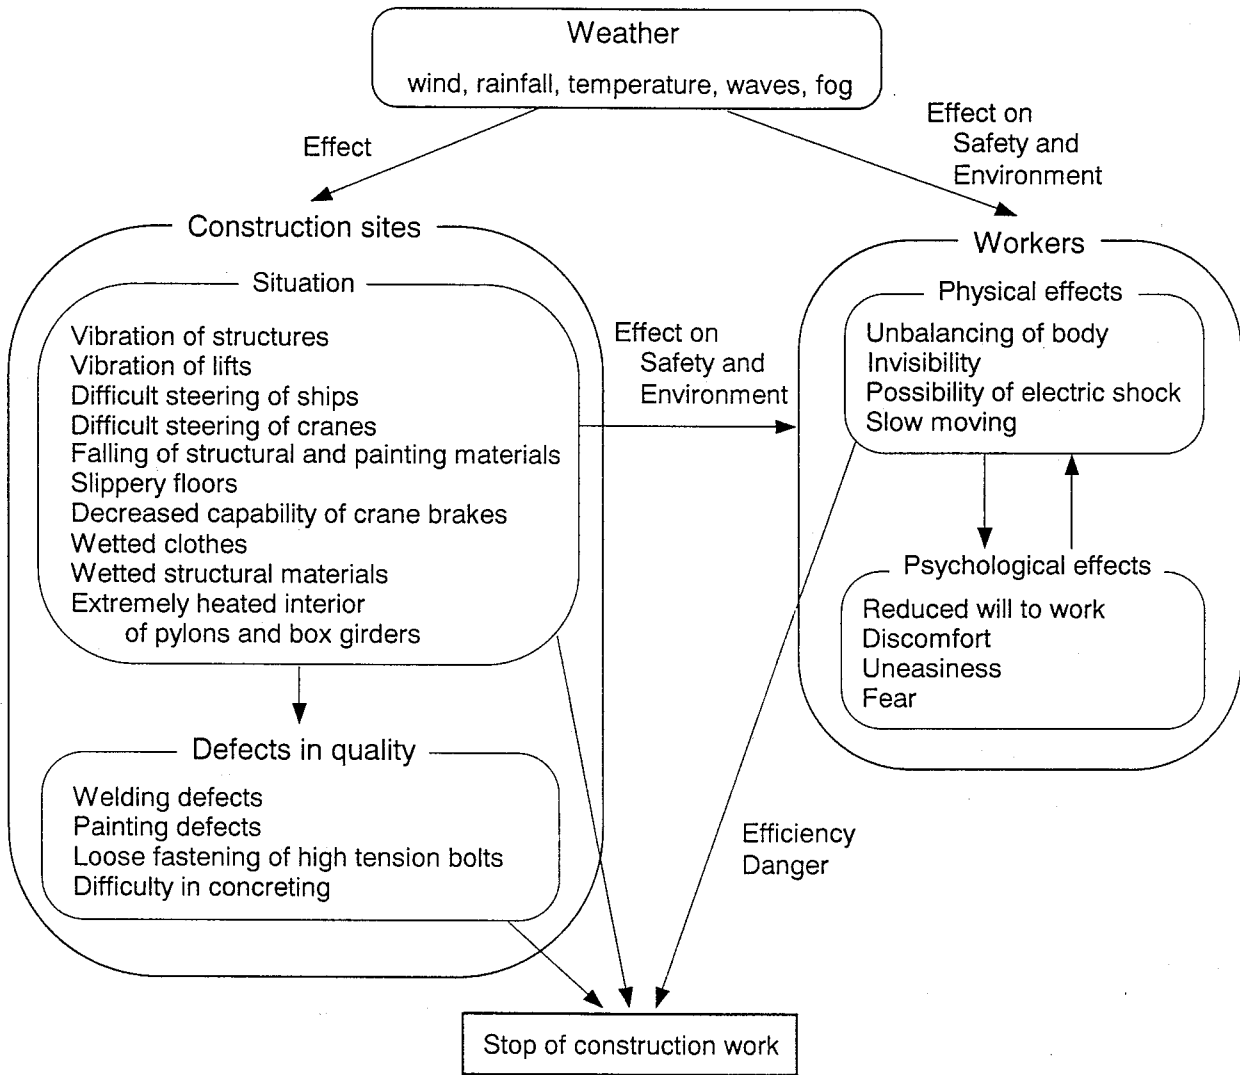 Weather
wind, rainfall, temperature, waves, fog
Effect
Effect on
Safety and
Environment
Construction sites
Situation
Vibration of structures
Vibration of lifts
Difficult steering of ships
Difficult steering of cranes
Falling of structural and painting materials
Slippery floors
Decreased capability of crane brakes
Wetted clothes
Wetted structural materials
Extremely heated interior
of pylons and box girders
Effect on
Safety and
Environment
Workers
Physical effects
Unbalancing of body
Invisibility
Possibility of electric shock
Slow moving
Psychological effects
Reduced will to work
Discomfort
Uneasiness
Fear
Defects in quality
Welding defects
Painting defects
Loose fastening of high tension bolts
Difficulty in concreting
Efficiency
Danger
Stop of construction work